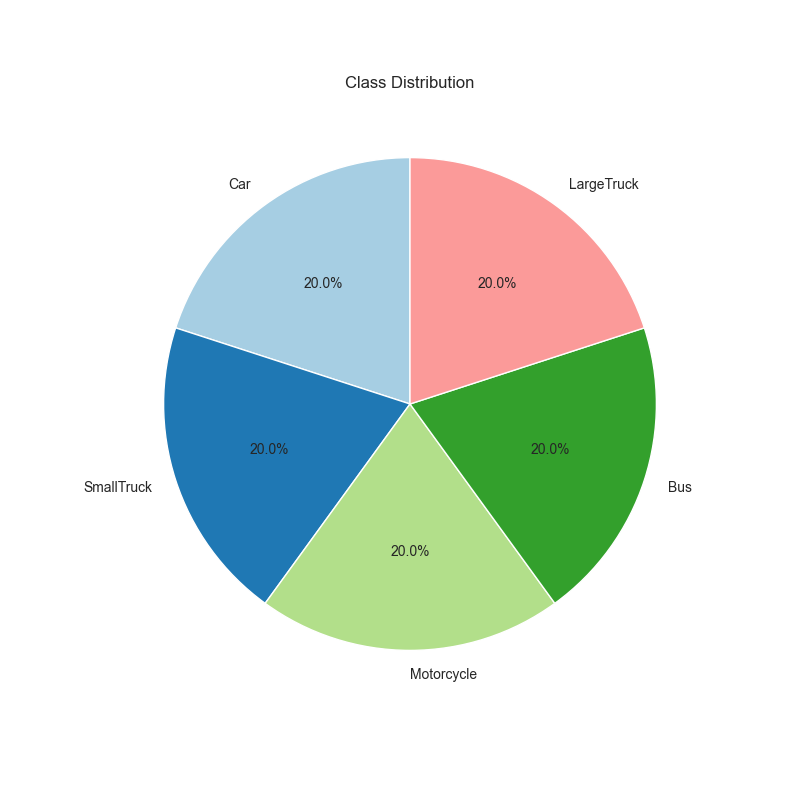 Class Distribution
Car
LargeTruck
20.0%
20.0%
20.0%
20.0%
SmallTruck
Bus
20.0%
Motorcycle